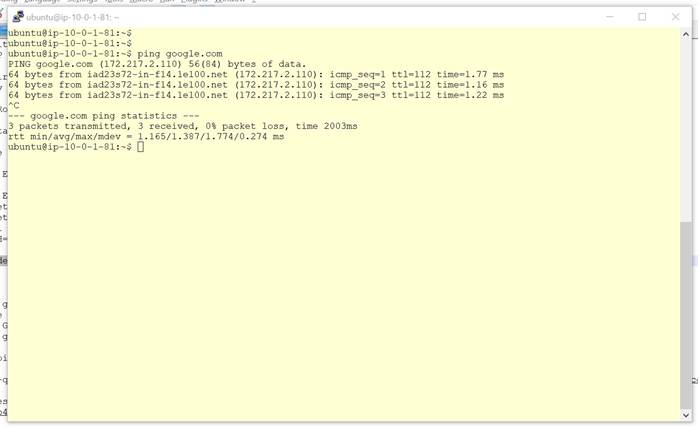 ubuntu@ip-10-0-1-81: ~
ubuntu@ip-10-0-1-81:~$
ubuntu@ip-10-0-1-81:~$
ubuntu@ip-10-0-1-81:~$ ping google.com
PING google.com (172.217.2.110) 56(84) bytes of data.
64 bytes from iad23s72-in-f14.1e100.net (172.217.2.110): icmp_seq=1 ttl=112 time=1.77 ms
64 bytes from iad23s72-in-f14.1e100.net (172.217.2.110): icmp_seq=2 ttl=112 time=1.16 ms
64 bytes from iad23s72-in-f14.1e100.net (172.217.2.110): icmp_seq=3 ttl=112 time=1.22 ms
^C
--- google.com ping statistics ---
3 packets transmitted, 3 received, 0% packet loss, time 2003ms
rtt min/avg/max/mdev = 1.165/1.387/1.774/0.274 ms
ubuntu@ip-10-0-1-81:~$